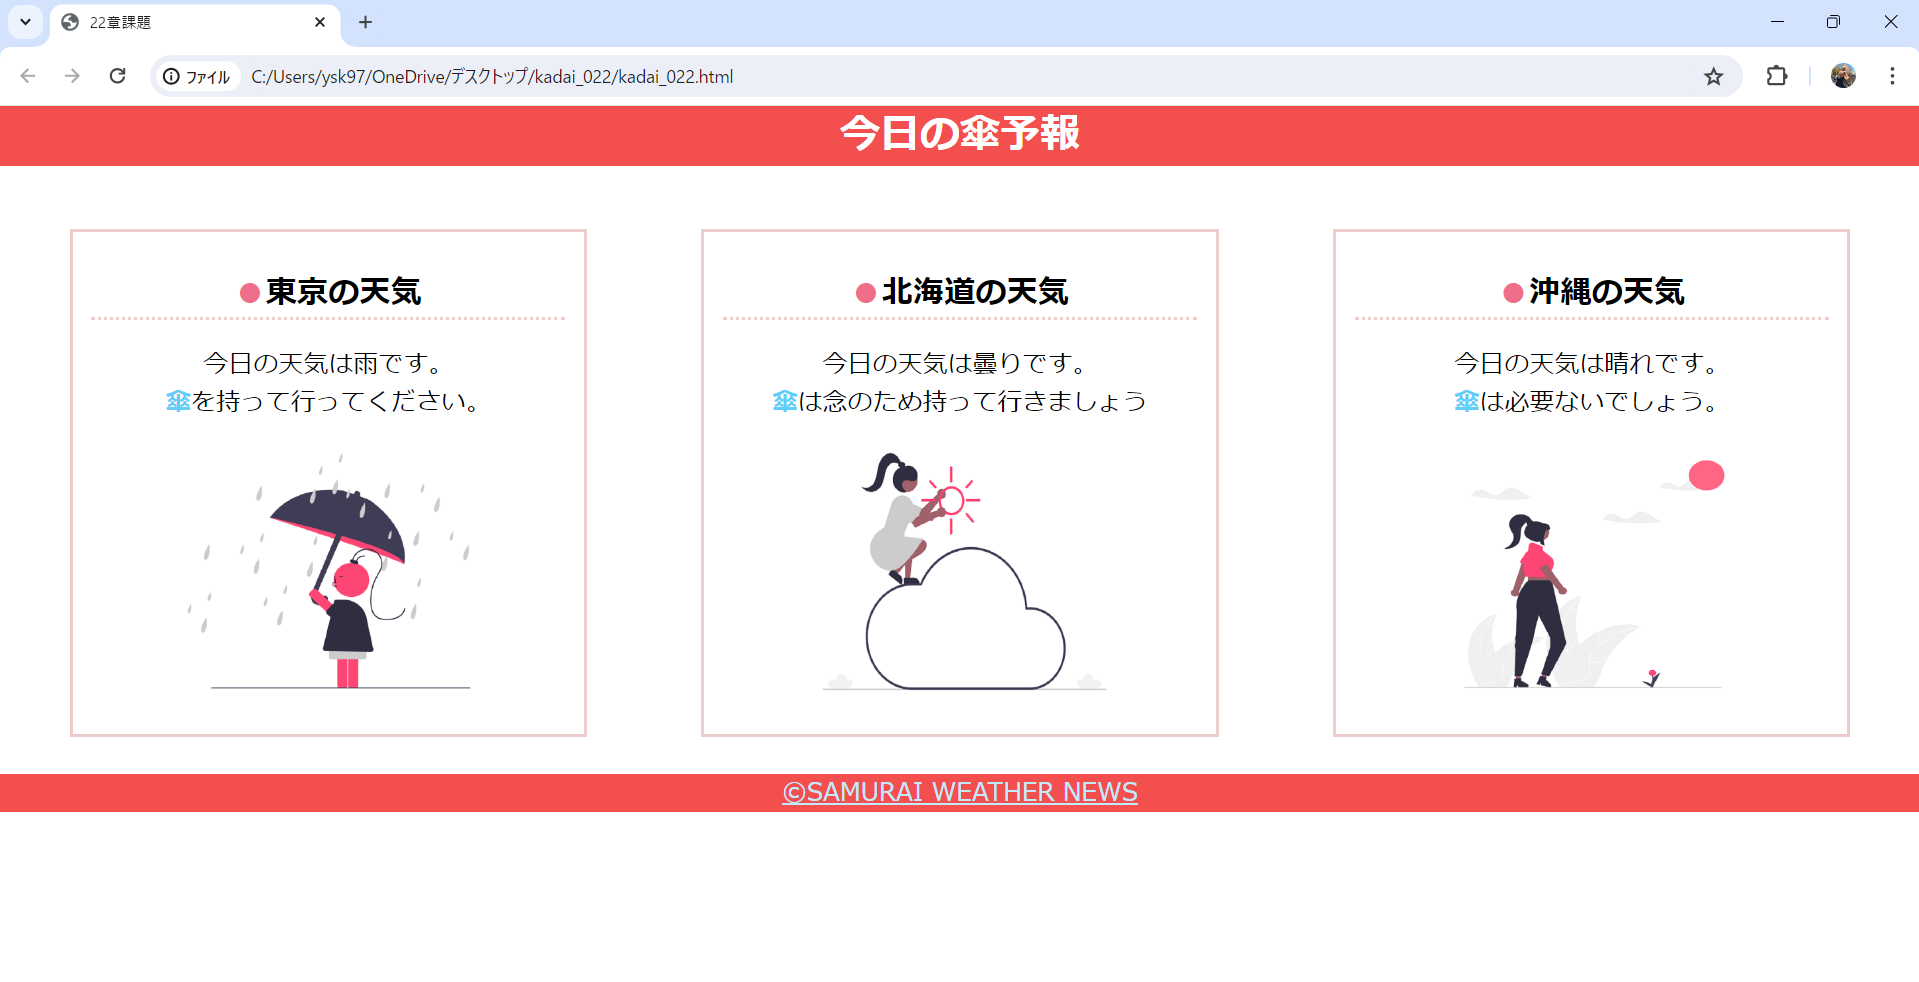 22章課題
ファイル
C:/Users/ysk97/OneDrive/デスクトップ/kadai_022/kadai_022.html
今日の傘予報
東京の天気
今日の天気は雨です。
傘を持って行ってください。
北海道の天気
今日の天気は曇りです。
傘は念のため持って行きましょう
沖縄の天気
今日の天気は晴れです。
傘は必要ないでしょう。
©SAMURAI WEATHER NEWS